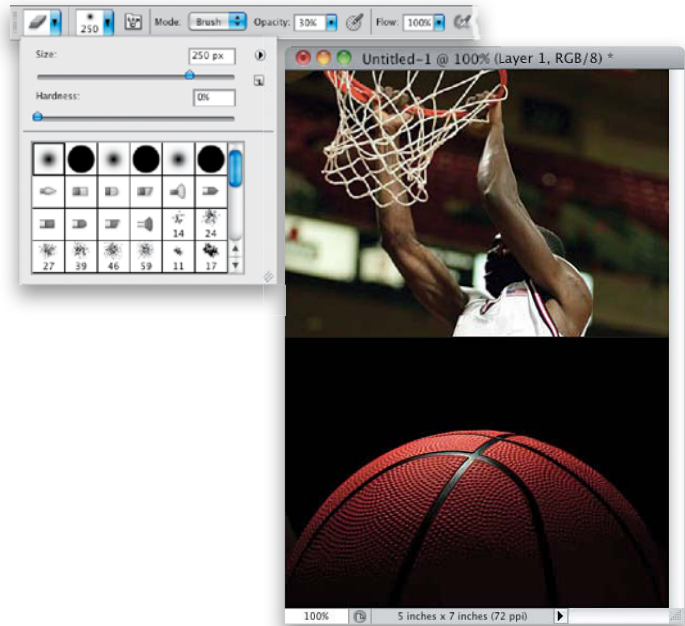 250 Mode: Brush Opacity: 30% Flow: 100%
Size: 250 px
Hardness: 0%
14 24
27 39 46 59 11 17
Untitled-1 @ 100% (Layer 1, RGB/8) *
100% 5 inches x 7 inches (72 ppi)